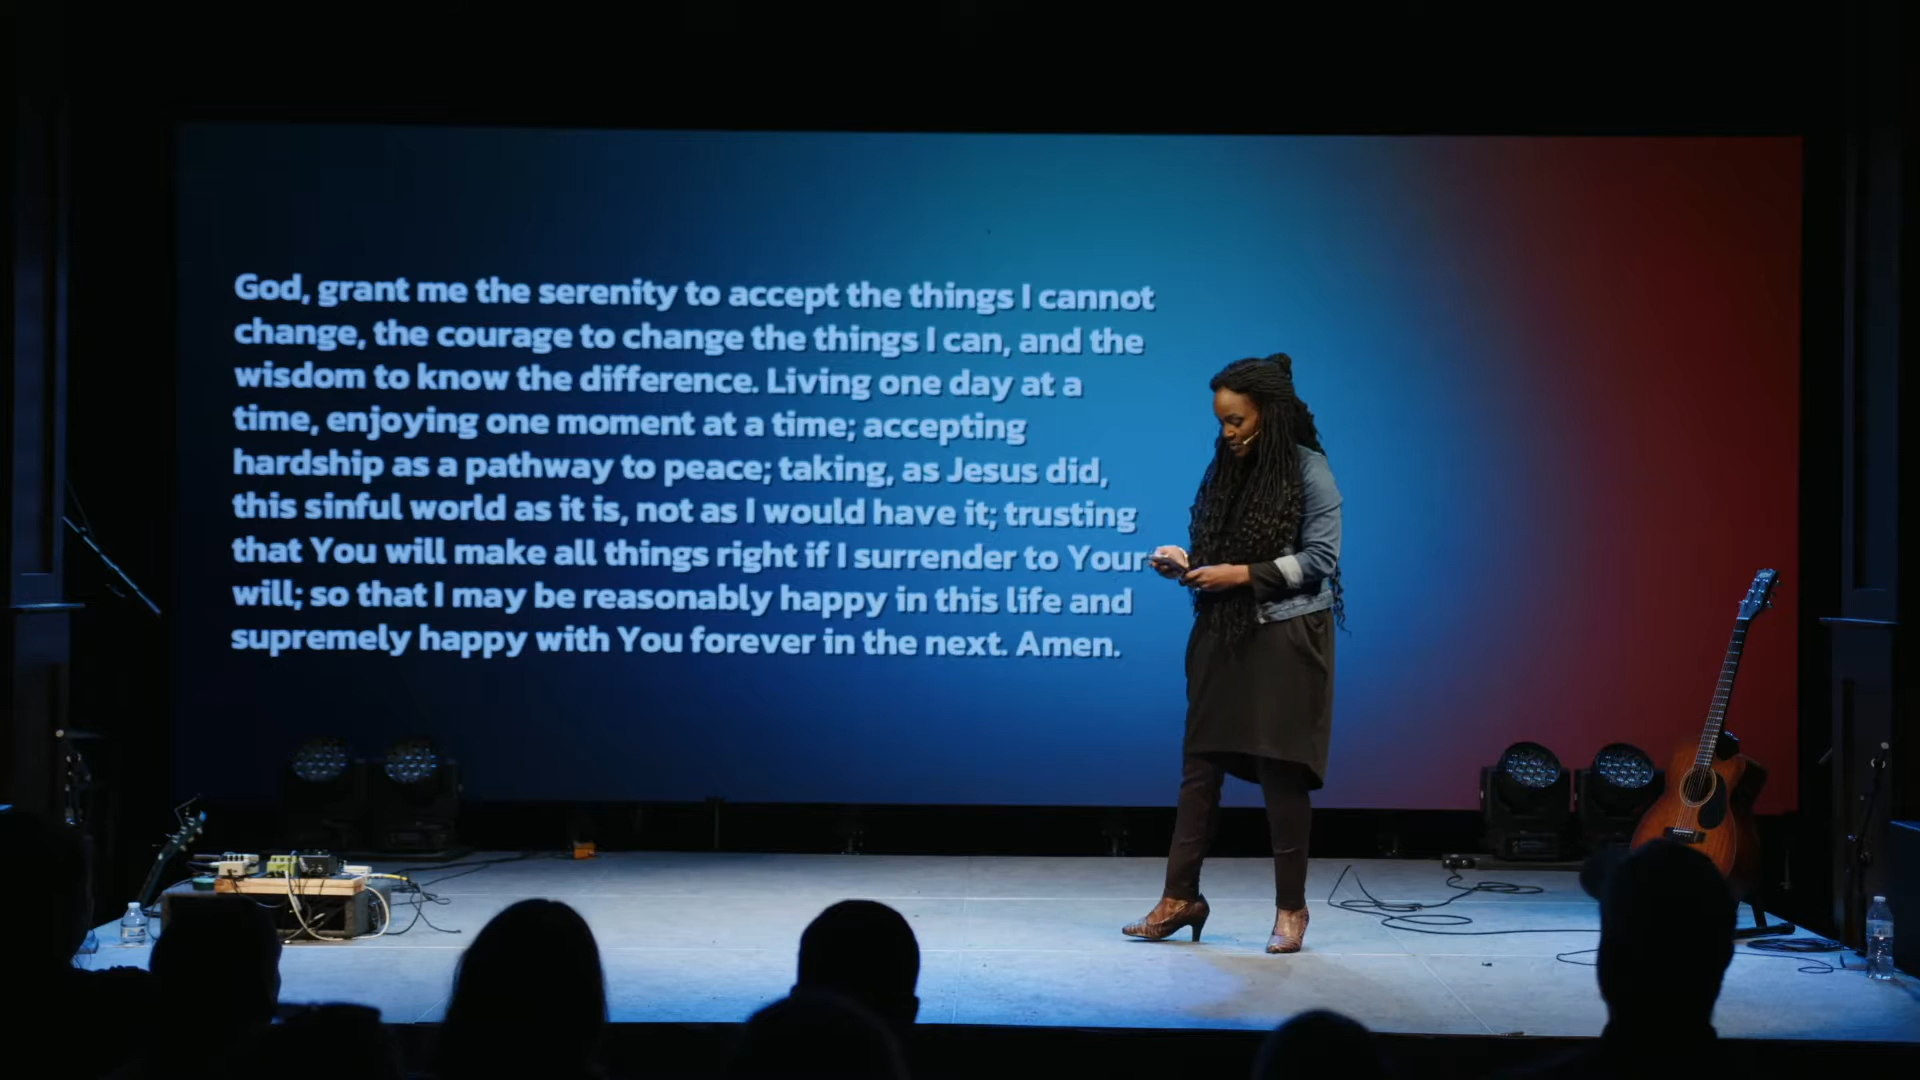 God, grant me the serenity to accept the things I cannot
change, the courage to change the things I can, and the
wisdom to know the difference. Living one day at a
time, enjoying one moment at a time; accepting
hardship as a pathway to peace; taking, as Jesus did,
this sinful world as it is, not as I would have it; trusting
that You will make all things right if I surrender to Your
will; so that I may be reasonably happy in this life and
supremely happy with You forever in the next. Amen.